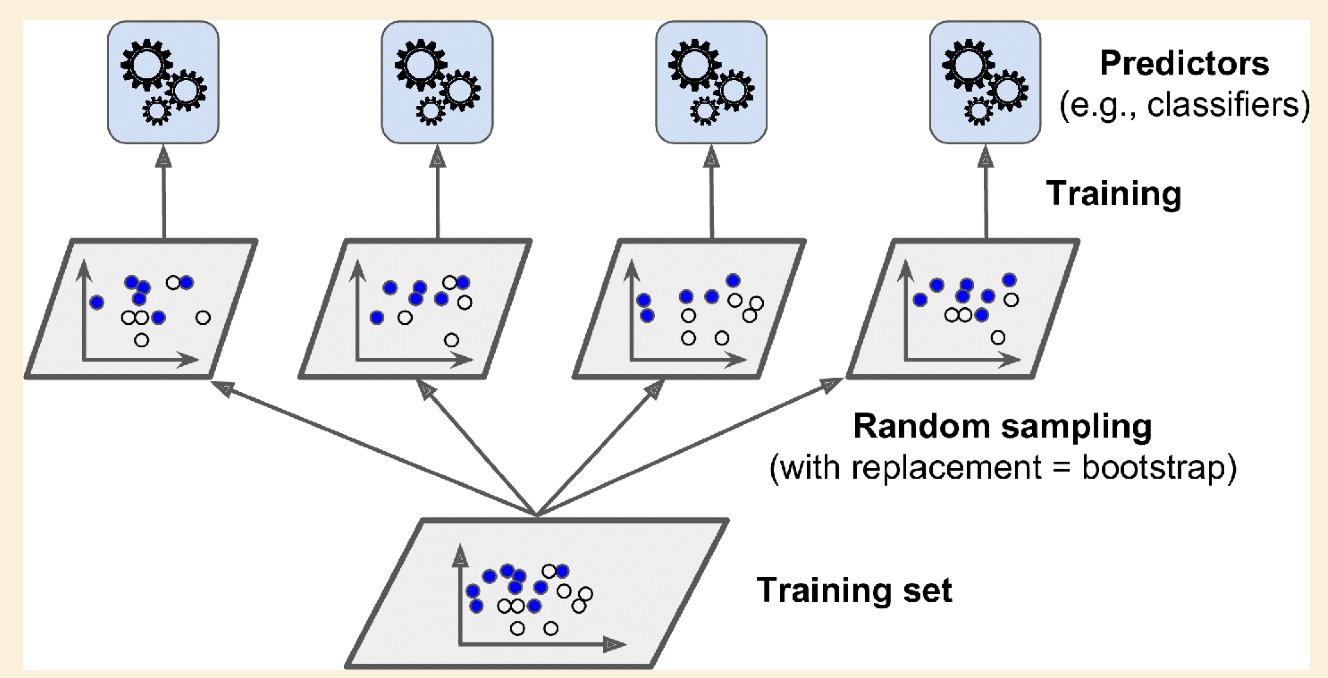 Predictors
(e.g., classifiers)
Training
Random sampling
(with replacement = bootstrap)
Training set